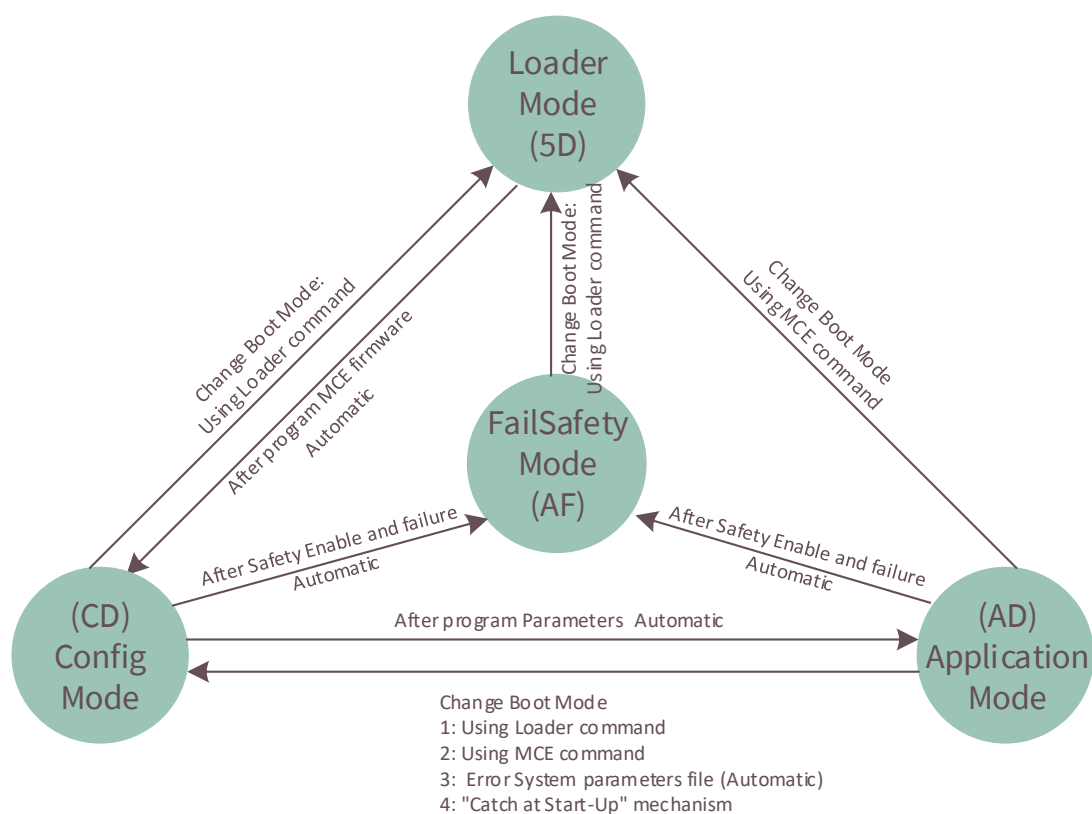 Loader
Mode
(5D)
Change Boot Mode:
Using Loader command
After program MCE firmware
Automatic
Change Boot Mode:
Using Loader command
Change Boot Mode
Using MCE command
FailSafety
Mode
(AF)
After Safety Enable and failure
Automatic
After Safety Enable and failure
Automatic
(CD)
Config
Mode
After program Parameters Automatic
(AD)
Application
Mode
Change Boot Mode
1: Using Loader command
2: Using MCE command
3: Error System parameters file (Automatic)
4: "Catch at Start-Up" mechanism